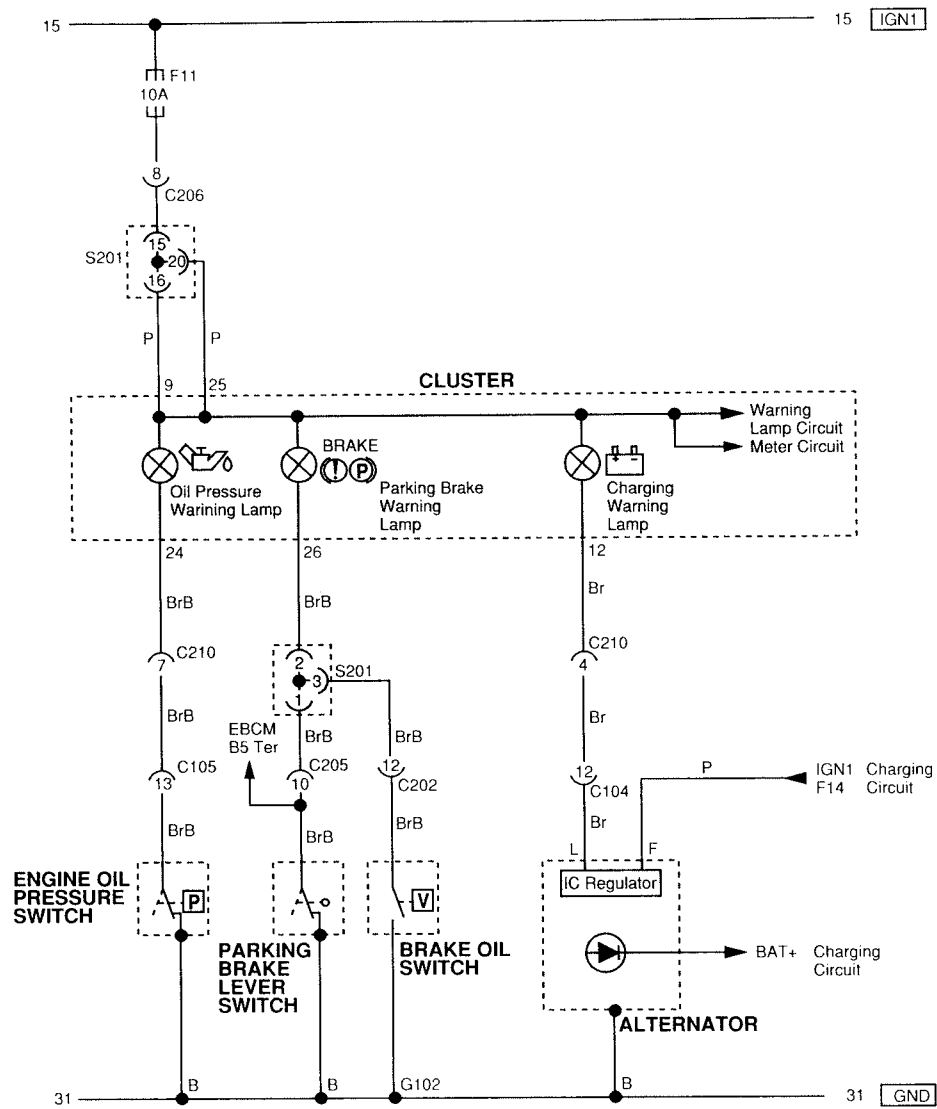 15
15 IGN1
F11
10A
8
C206
15
S201
20
16
P
P
9
25
CLUSTER
Warning
Lamp Circuit
Meter Circuit
BRAKE
P
Oil Pressure
Warining Lamp
Parking Brake
Warning
Lamp
Charging
Warning
Lamp
24
26
12
BrB
BrB
Br
C210
7
2
3
S201
1
C210
4
BrB
EBCM
B5 Ter
BrB
BrB
Br
C105
13
C205
10
12
C202
12
C104
P
IGN1 Charging
F14 Circuit
BrB
BrB
BrB
Br
L
F
IC Regulator
ENGINE OIL
PRESSURE
SWITCH
P
V
PARKING
BRAKE
LEVER
SWITCH
BRAKE OIL
SWITCH
BAT+ Charging
Circuit
ALTERNATOR
B
B
G102
B
31
31 GND